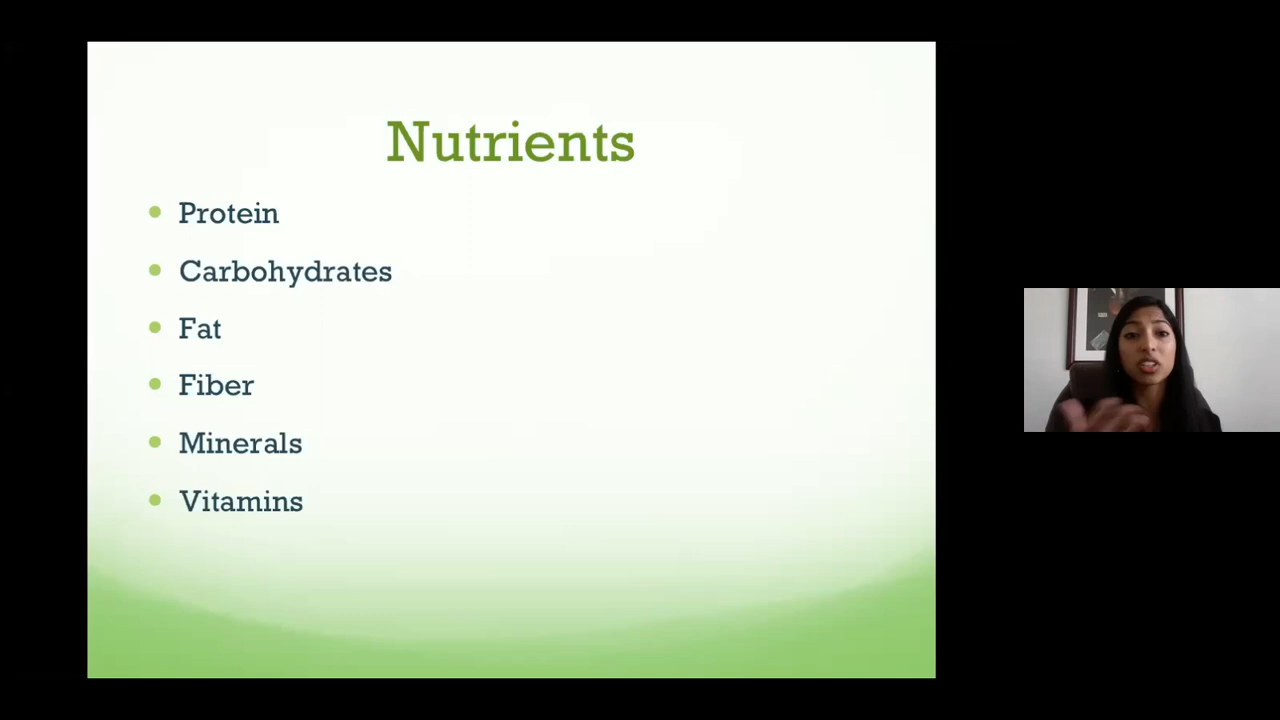 Nutrients
Protein
Carbohydrates
Fat
Fiber
Minerals
Vitamins